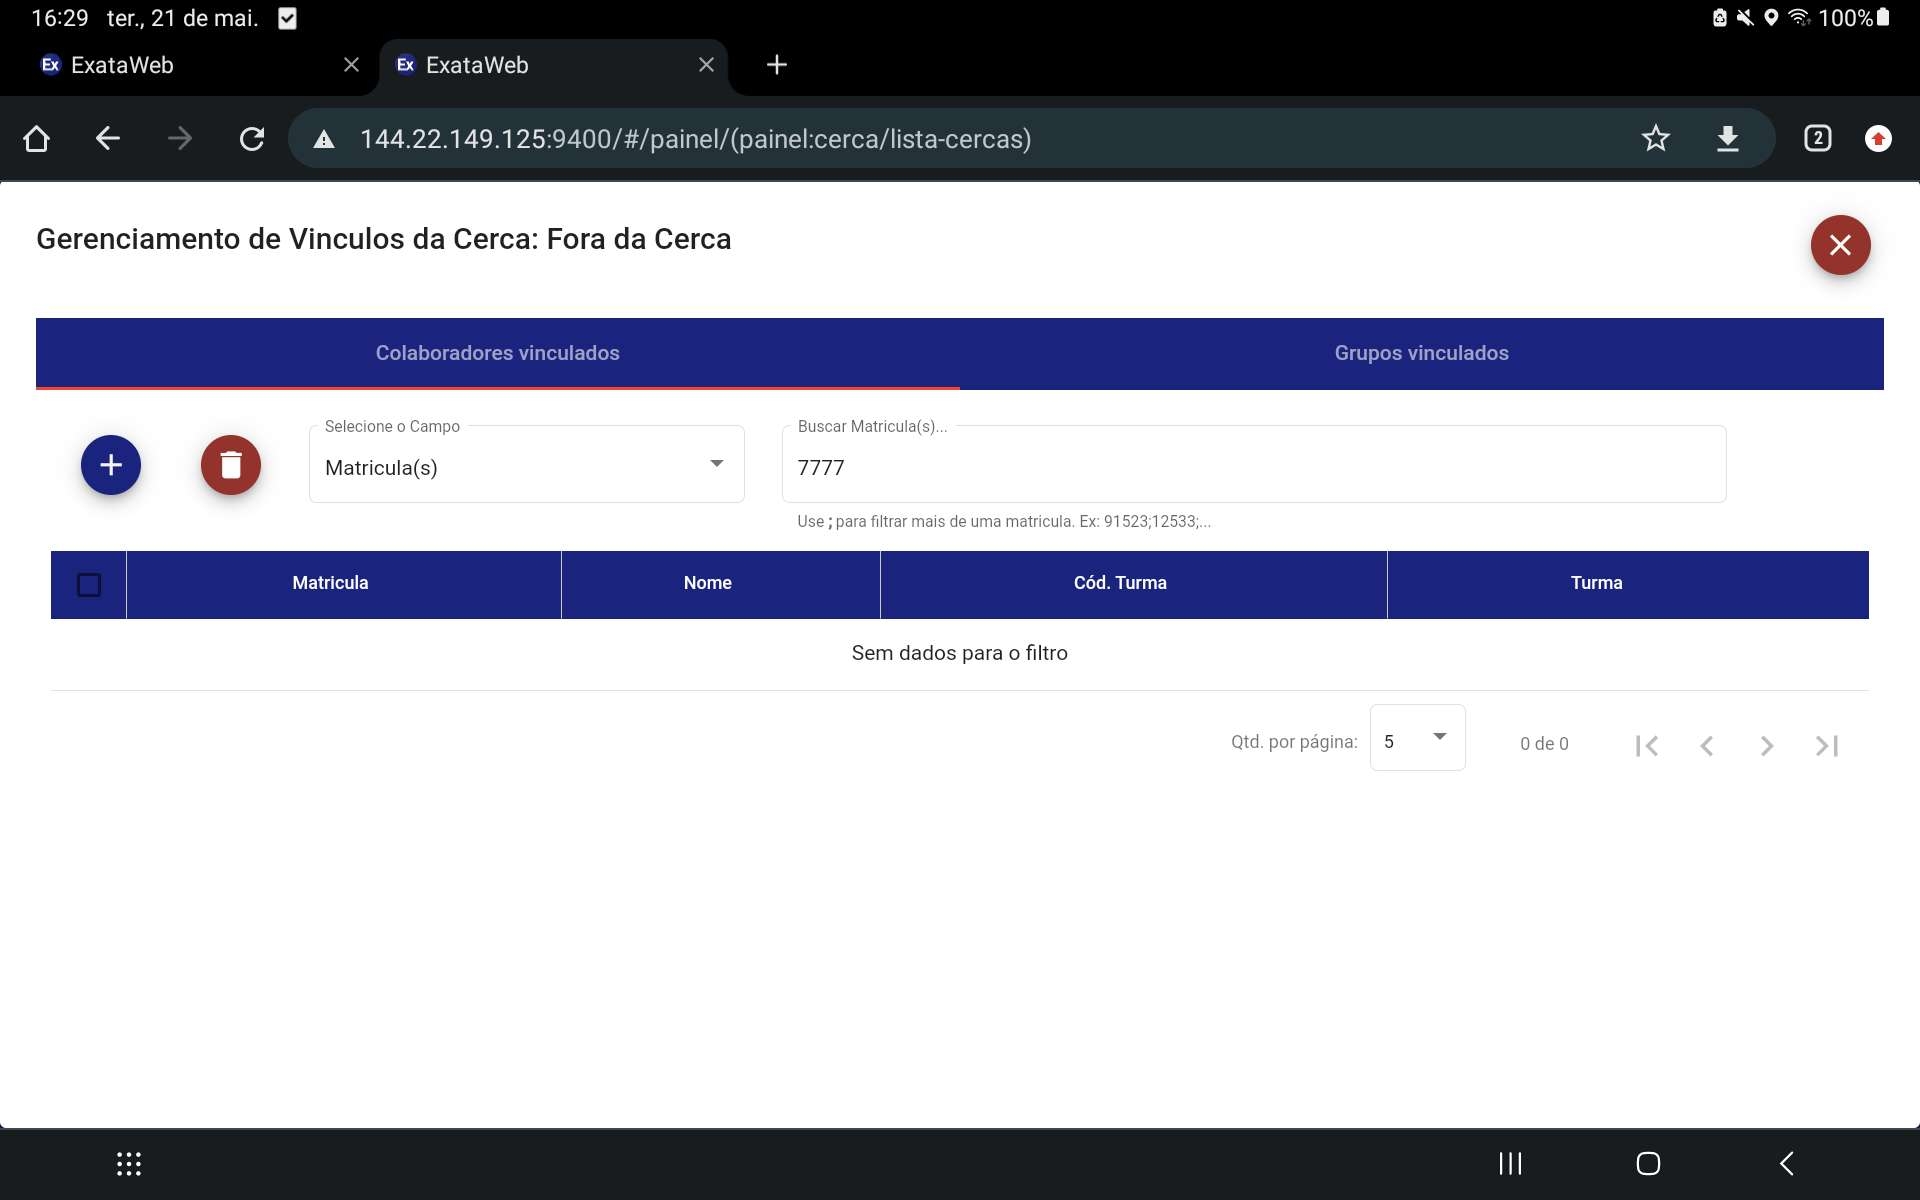 16:29 ter., 21 de mai.
100%
Ex ExataWeb
Ex ExataWeb
144.22.149.125:9400/#/painel/(painel:cerca/lista-cercas)
2
Gerenciamento de Vinculos da Cerca: Fora da Cerca
Colaboradores vinculados
Grupos vinculados
Selecione o Campo
Matricula(s)
Buscar Matricula(s)...
7777
Use ; para filtrar mais de uma matricula. Ex: 91523;12533;...
Matricula Nome Cód. Turma Turma
Sem dados para o filtro
Qtd. por página: 5 0 de 0